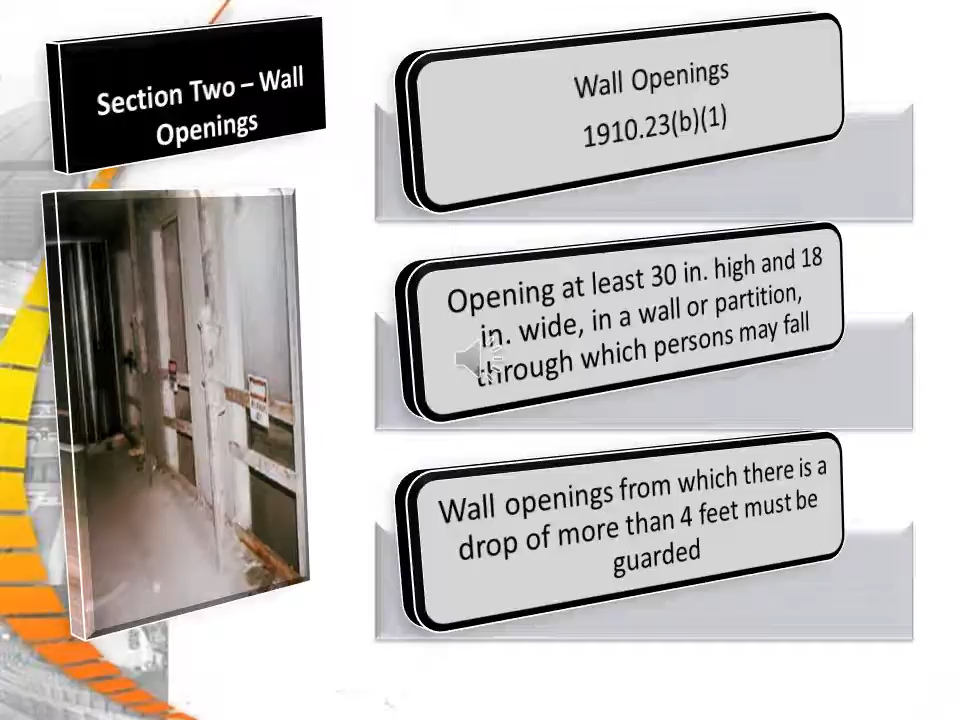 Section Two – Wall
Openings
Wall Openings
1910.23(b)(1)
Opening at least 30 in. high and 18
in. wide, in a wall or partition,
through which persons may fall
Wall openings from which there is a
drop of more than 4 feet must be
guarded